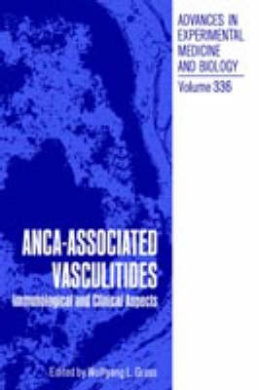 ADVANCES IN
EXPERIMENTAL
MEDICINE
AND BIOLOGY
Volume 336
ANCA-ASSOCIATED
VASCULITIDES
Immunological and Clinical Aspects
Edited by Wolfgang L. Gross